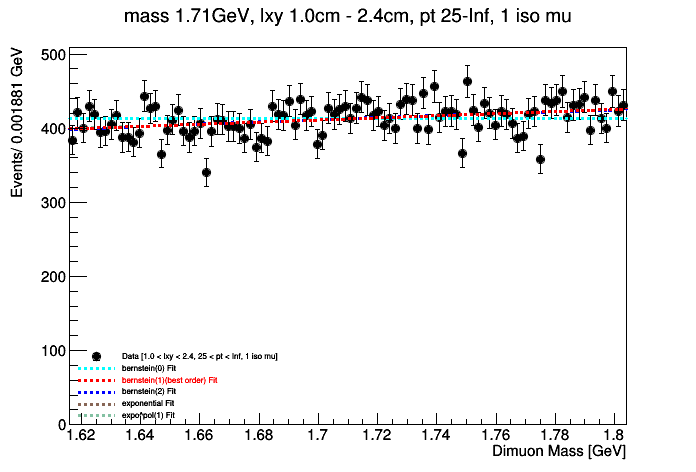 mass 1.71GeV, lxy 1.0cm - 2.4cm, pt 25-Inf, 1 iso mu
Events/ 0.001881 GeV
500
400
300
200
100
0
Data [1.0 < lxy < 2.4, 25 < pt < Inf, 1 iso mu]
bernstein(0) Fit
bernstein(1)(best order) Fit
bernstein(2) Fit
exponential Fit
expo*pol(1) Fit
1.62 1.64 1.66 1.68 1.7 1.72 1.74 1.76 1.78 1.8
Dimuon Mass [GeV]